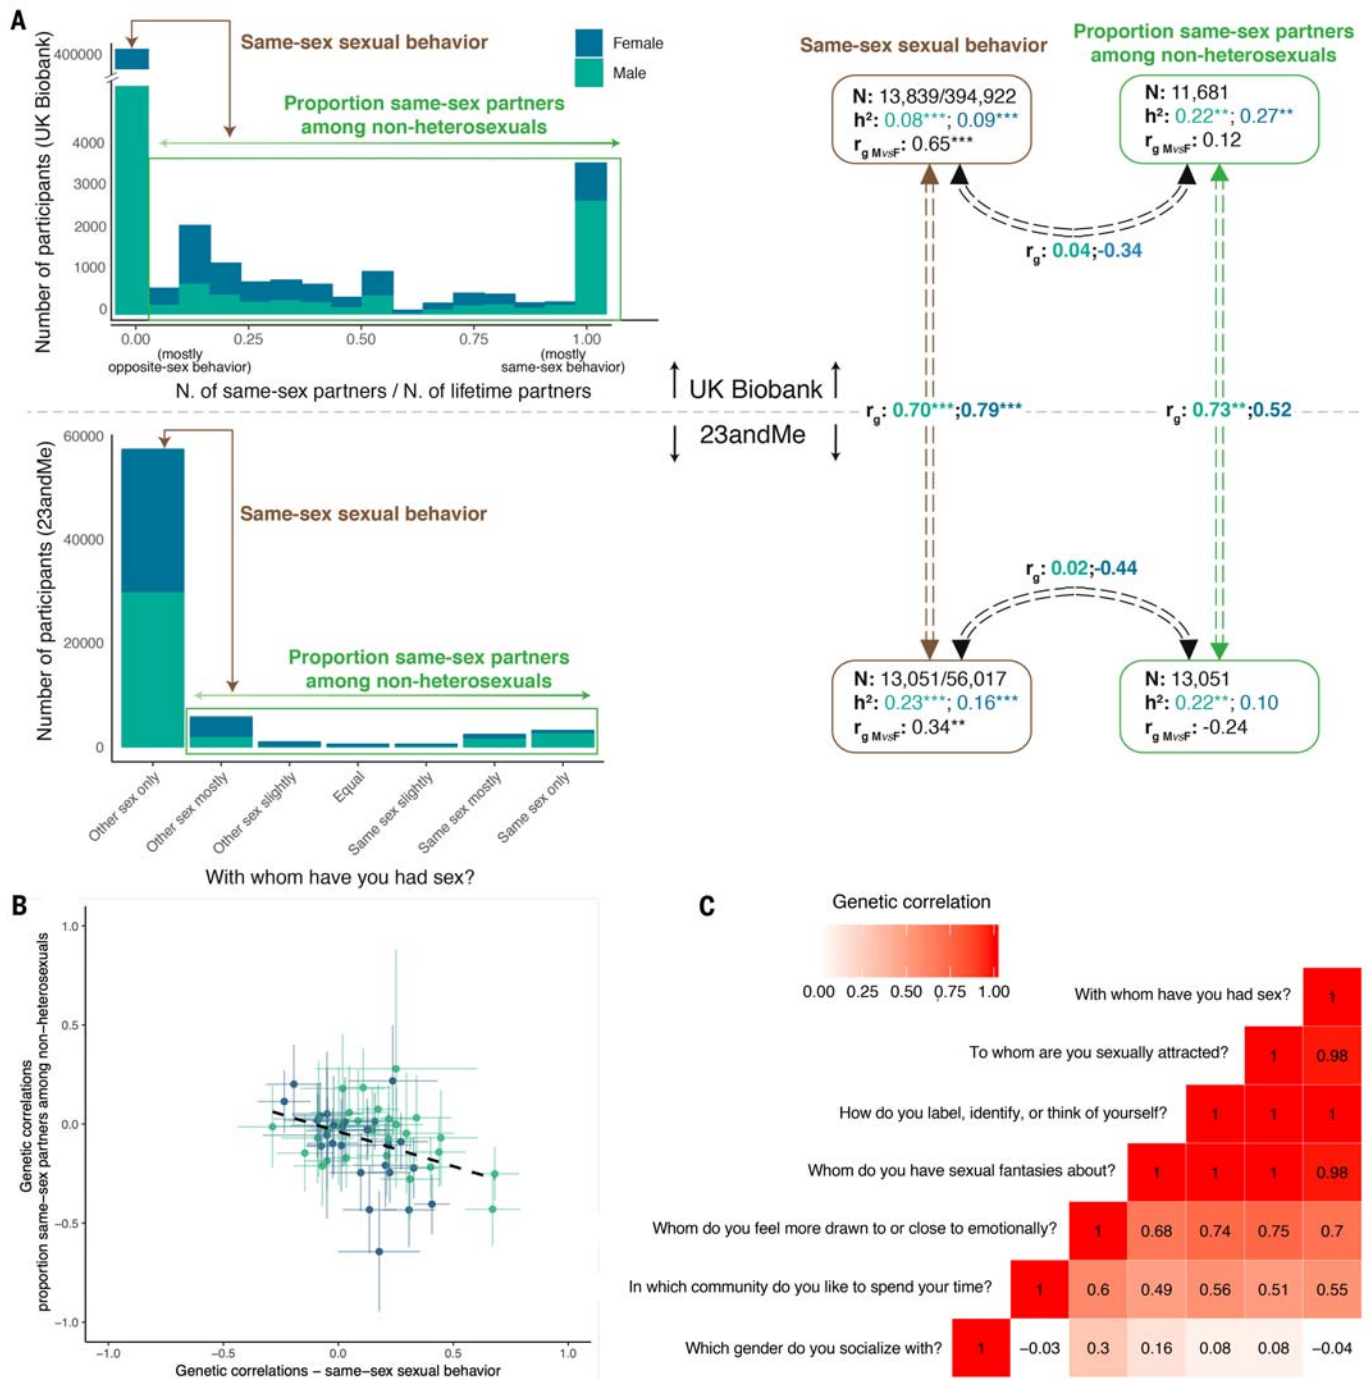 A
Same-sex sexual behavior
Female
Male
Proportion same-sex partners
among non-heterosexuals
Number of participants (UK Biobank)
400000
4000
3000
2000
1000
0
0.00
0.25
0.50
0.75
1.00
(mostly
opposite-sex behavior)
(mostly
same-sex behavior)
N. of same-sex partners / N. of lifetime partners
Same-sex sexual behavior
N: 13,839/394,922
h²: 0.08***; 0.09***
rg MvsF: 0.65***
Proportion same-sex partners
among non-heterosexuals
N: 11,681
h²: 0.22**; 0.27**
rg MvsF: 0.12
rg: 0.04;-0.34
UK Biobank
23andMe
rg: 0.70***;0.79***
rg: 0.73**;0.52
Number of participants (23andMe)
60000
40000
20000
0
Same-sex sexual behavior
Proportion same-sex partners
among non-heterosexuals
Other sex only
Other sex mostly
Other sex slightly
Equal
Same sex slightly
Same sex mostly
Same sex only
With whom have you had sex?
rg: 0.02;-0.44
N: 13,051/56,017
h²: 0.23***; 0.16***
rg MvsF: 0.34**
N: 13,051
h²: 0.22**; 0.10
rg MvsF: -0.24
B
Genetic correlations
proportion same−sex partners among non−heterosexuals
1.0
0.5
0.0
−0.5
−1.0
−1.0
−0.5
0.0
0.5
1.0
Genetic correlations − same−sex sexual behavior
C
Genetic correlation
0.00 0.25 0.50 0.75 1.00
With whom have you had sex? 1
To whom are you sexually attracted? 1 0.98
How do you label, identify, or think of yourself? 1 1 1
Whom do you have sexual fantasies about? 1 1 1 0.98
Whom do you feel more drawn to or close to emotionally? 1 0.68 0.74 0.75 0.7
In which community do you like to spend your time? 1 0.6 0.49 0.56 0.51 0.55
Which gender do you socialize with? 1 −0.03 0.3 0.16 0.08 0.08 −0.04